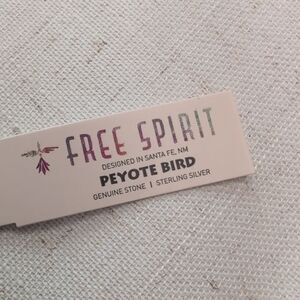 FREE SPIRIT
DESIGNED IN SANTA FE, NM
PEYOTE BIRD
GENUINE STONE | STERLING SILVER